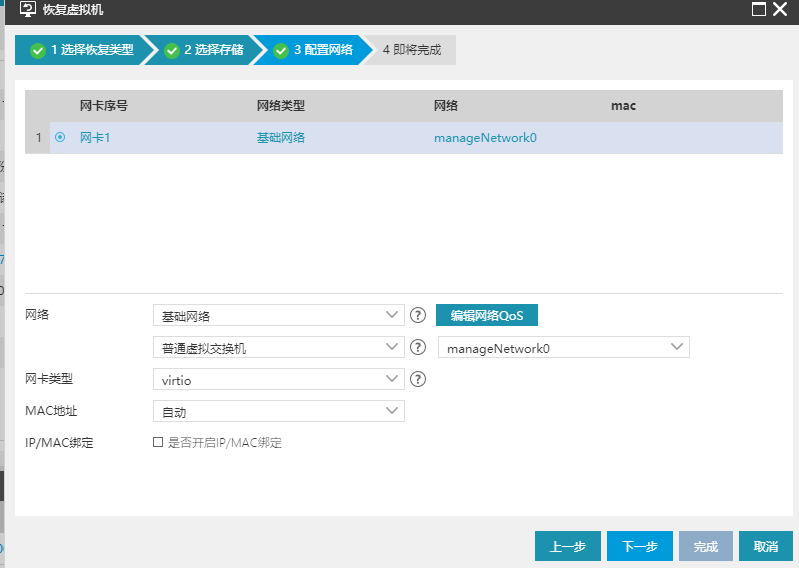 恢复虚拟机
1 选择恢复类型 2 选择存储 3 配置网络 4 即将完成
网卡序号 网络类型 网络 mac
1 网卡1 基础网络 manageNetwork0
网络 基础网络 ? 编辑网络QoS
普通虚拟交换机 ? manageNetwork0
网卡类型 virtio ?
MAC地址 自动
IP/MAC绑定 是否开启IP/MAC绑定
上一步 下一步 完成 取消